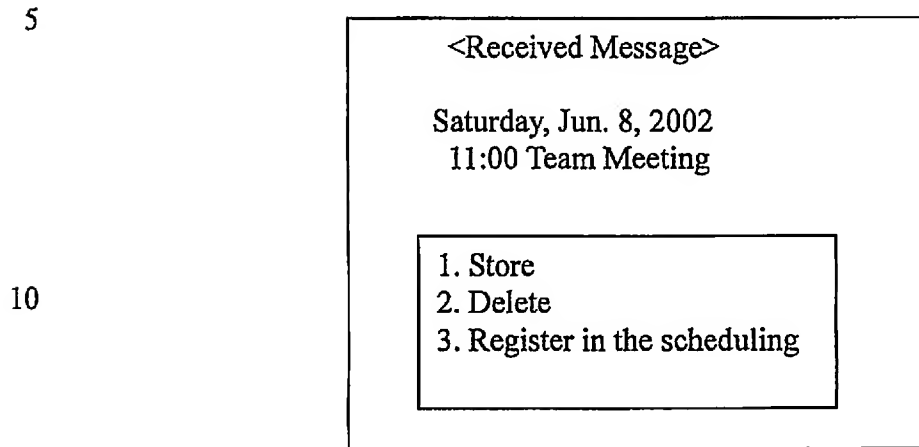 5
<Received Message>
Saturday, Jun. 8, 2002
11:00 Team Meeting
1. Store
10
2. Delete
3. Register in the scheduling